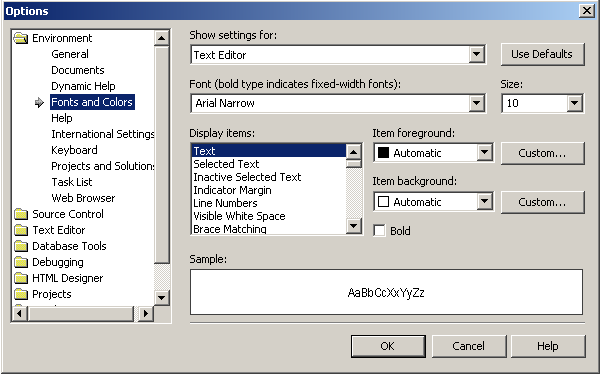 Options
Environment
General
Documents
Dynamic Help
Fonts and Colors
Help
International Settings
Keyboard
Projects and Solutions
Task List
Web Browser
Source Control
Text Editor
Database Tools
Debugging
HTML Designer
Projects
Show settings for:
Text Editor
Use Defaults
Font (bold type indicates fixed-width fonts):
Size:
Arial Narrow
10
Display items:
Text
Selected Text
Inactive Selected Text
Indicator Margin
Line Numbers
Visible White Space
Brace Matching
Item foreground:
Automatic
Custom...
Item background:
Automatic
Custom...
Bold
Sample:
AaBbCcXxYyZz
OK
Cancel
Help